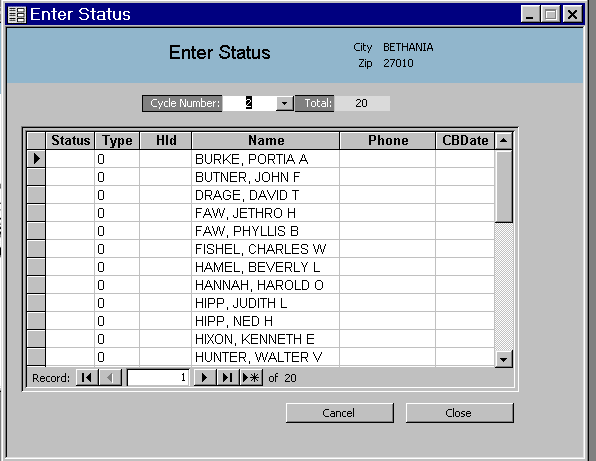 Enter Status
Enter Status
City BETHANIA
Zip 27010
Cycle Number: 2 Total: 20
Status Type Hld Name Phone CBDate
0 BURKE, PORTIA A
0 BUTNER, JOHN F
0 DRAGE, DAVID T
0 FAW, JETHRO H
0 FAW, PHYLLIS B
0 FISHEL, CHARLES W
0 HAMEL, BEVERLY L
0 HANNAH, HAROLD O
0 HIPP, JUDITH L
0 HIPP, NED H
0 HIXON, KENNETH E
0 HUNTER, WALTER V
Record: 1 of 20
Cancel Close